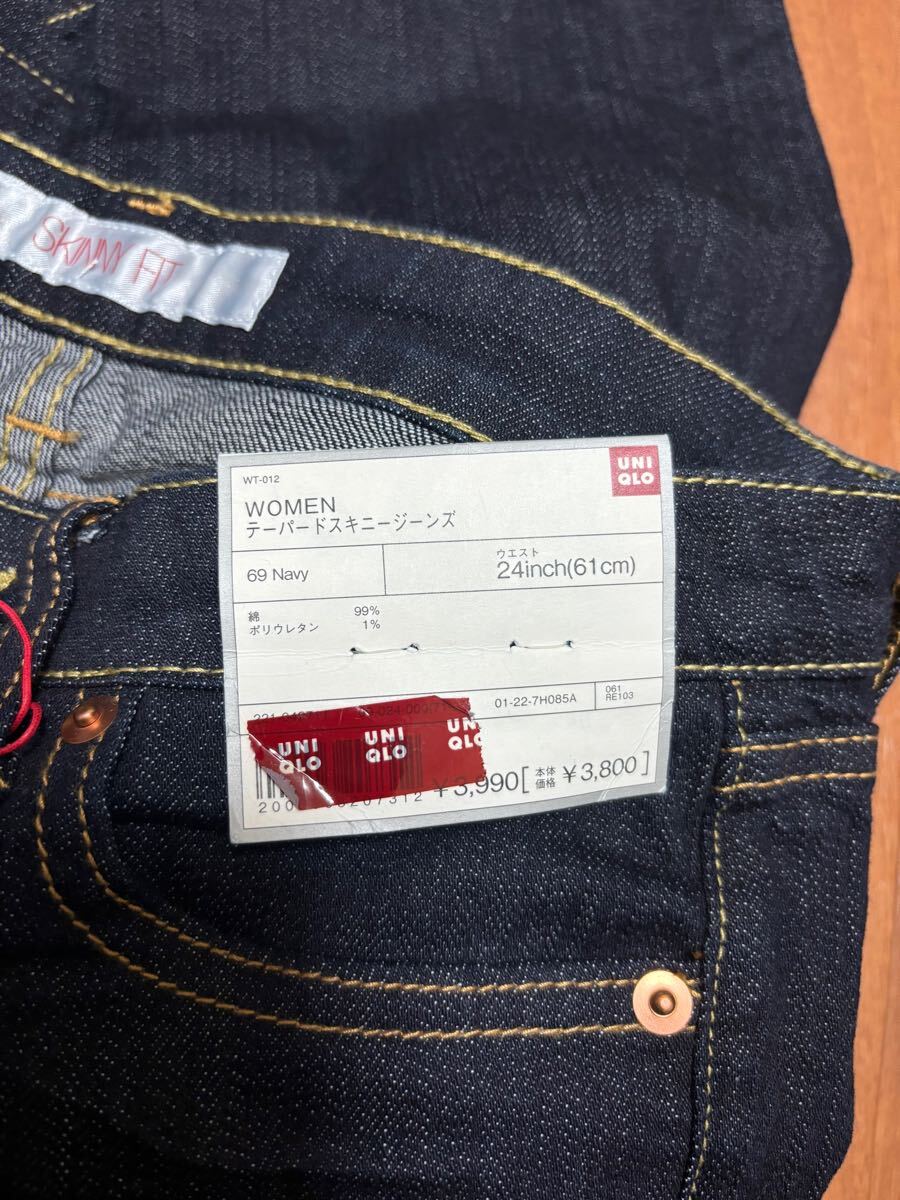 SKINNY FIT
WT-012
UNI
QLO
WOMEN
テーパードスキニージーンズ
69 Navy
ウエスト
24inch(61cm)
綿 99%
ポリウレタン 1%
01-22-7H085A
061
RE103
UNI
QLO
UNI
QLO
UNI
QLO
¥3,990[本体価格 ¥3,800]